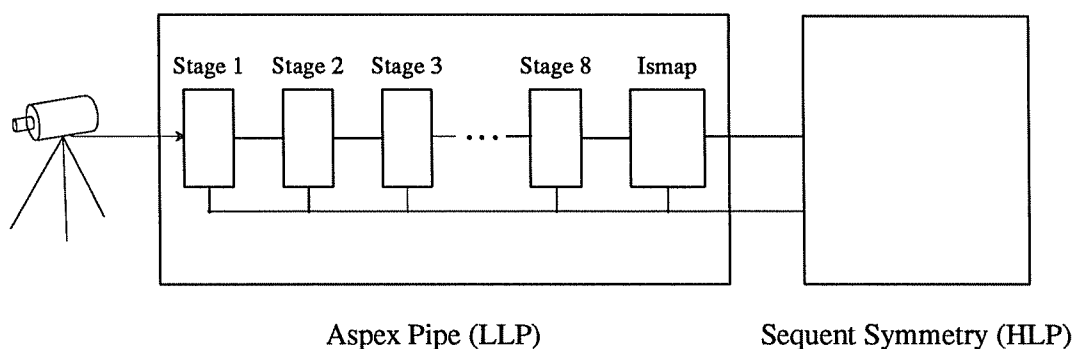 Stage 1 Stage 2 Stage 3 Stage 8 Ismap
Aspex Pipe (LLP) Sequent Symmetry (HLP)